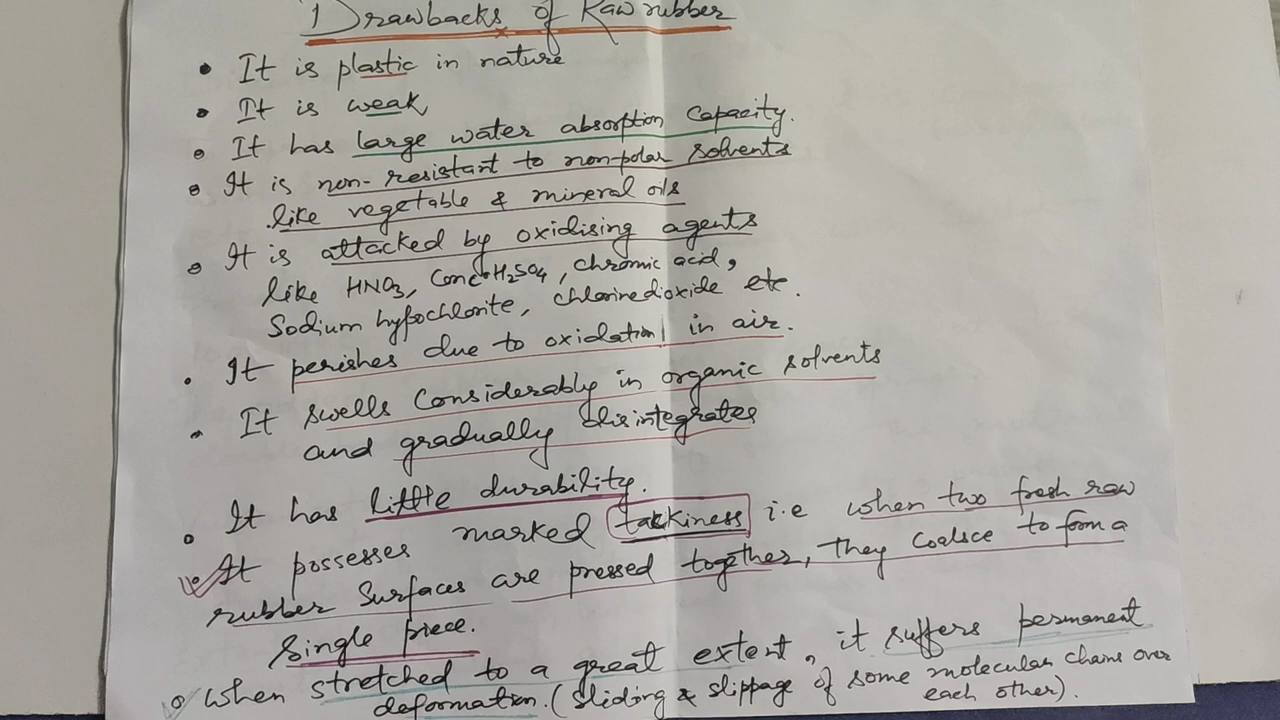 Drawbacks of Raw rubber
• It is plastic in nature
• It is weak
• It has large water absorption capacity.
• It is non-resistant to non-polar solvents
like vegetable & mineral oils
• It is attacked by oxidising agents
like HNO3, Conc. H2SO4, chromic acid,
Sodium hypochlorite, chlorinedioxide etc.
• It perishes due to oxidation in air.
• It swells considerably in organic solvents
and gradually disintegrates
• It has little durability.
• It possesses marked tackiness i.e when two fresh raw
rubber surfaces are pressed together, they coalsce to form a
single piece.
• when stretched to a great extent, it suffers permanent
deformation. (sliding & slippage of some molecular chains over
each other).